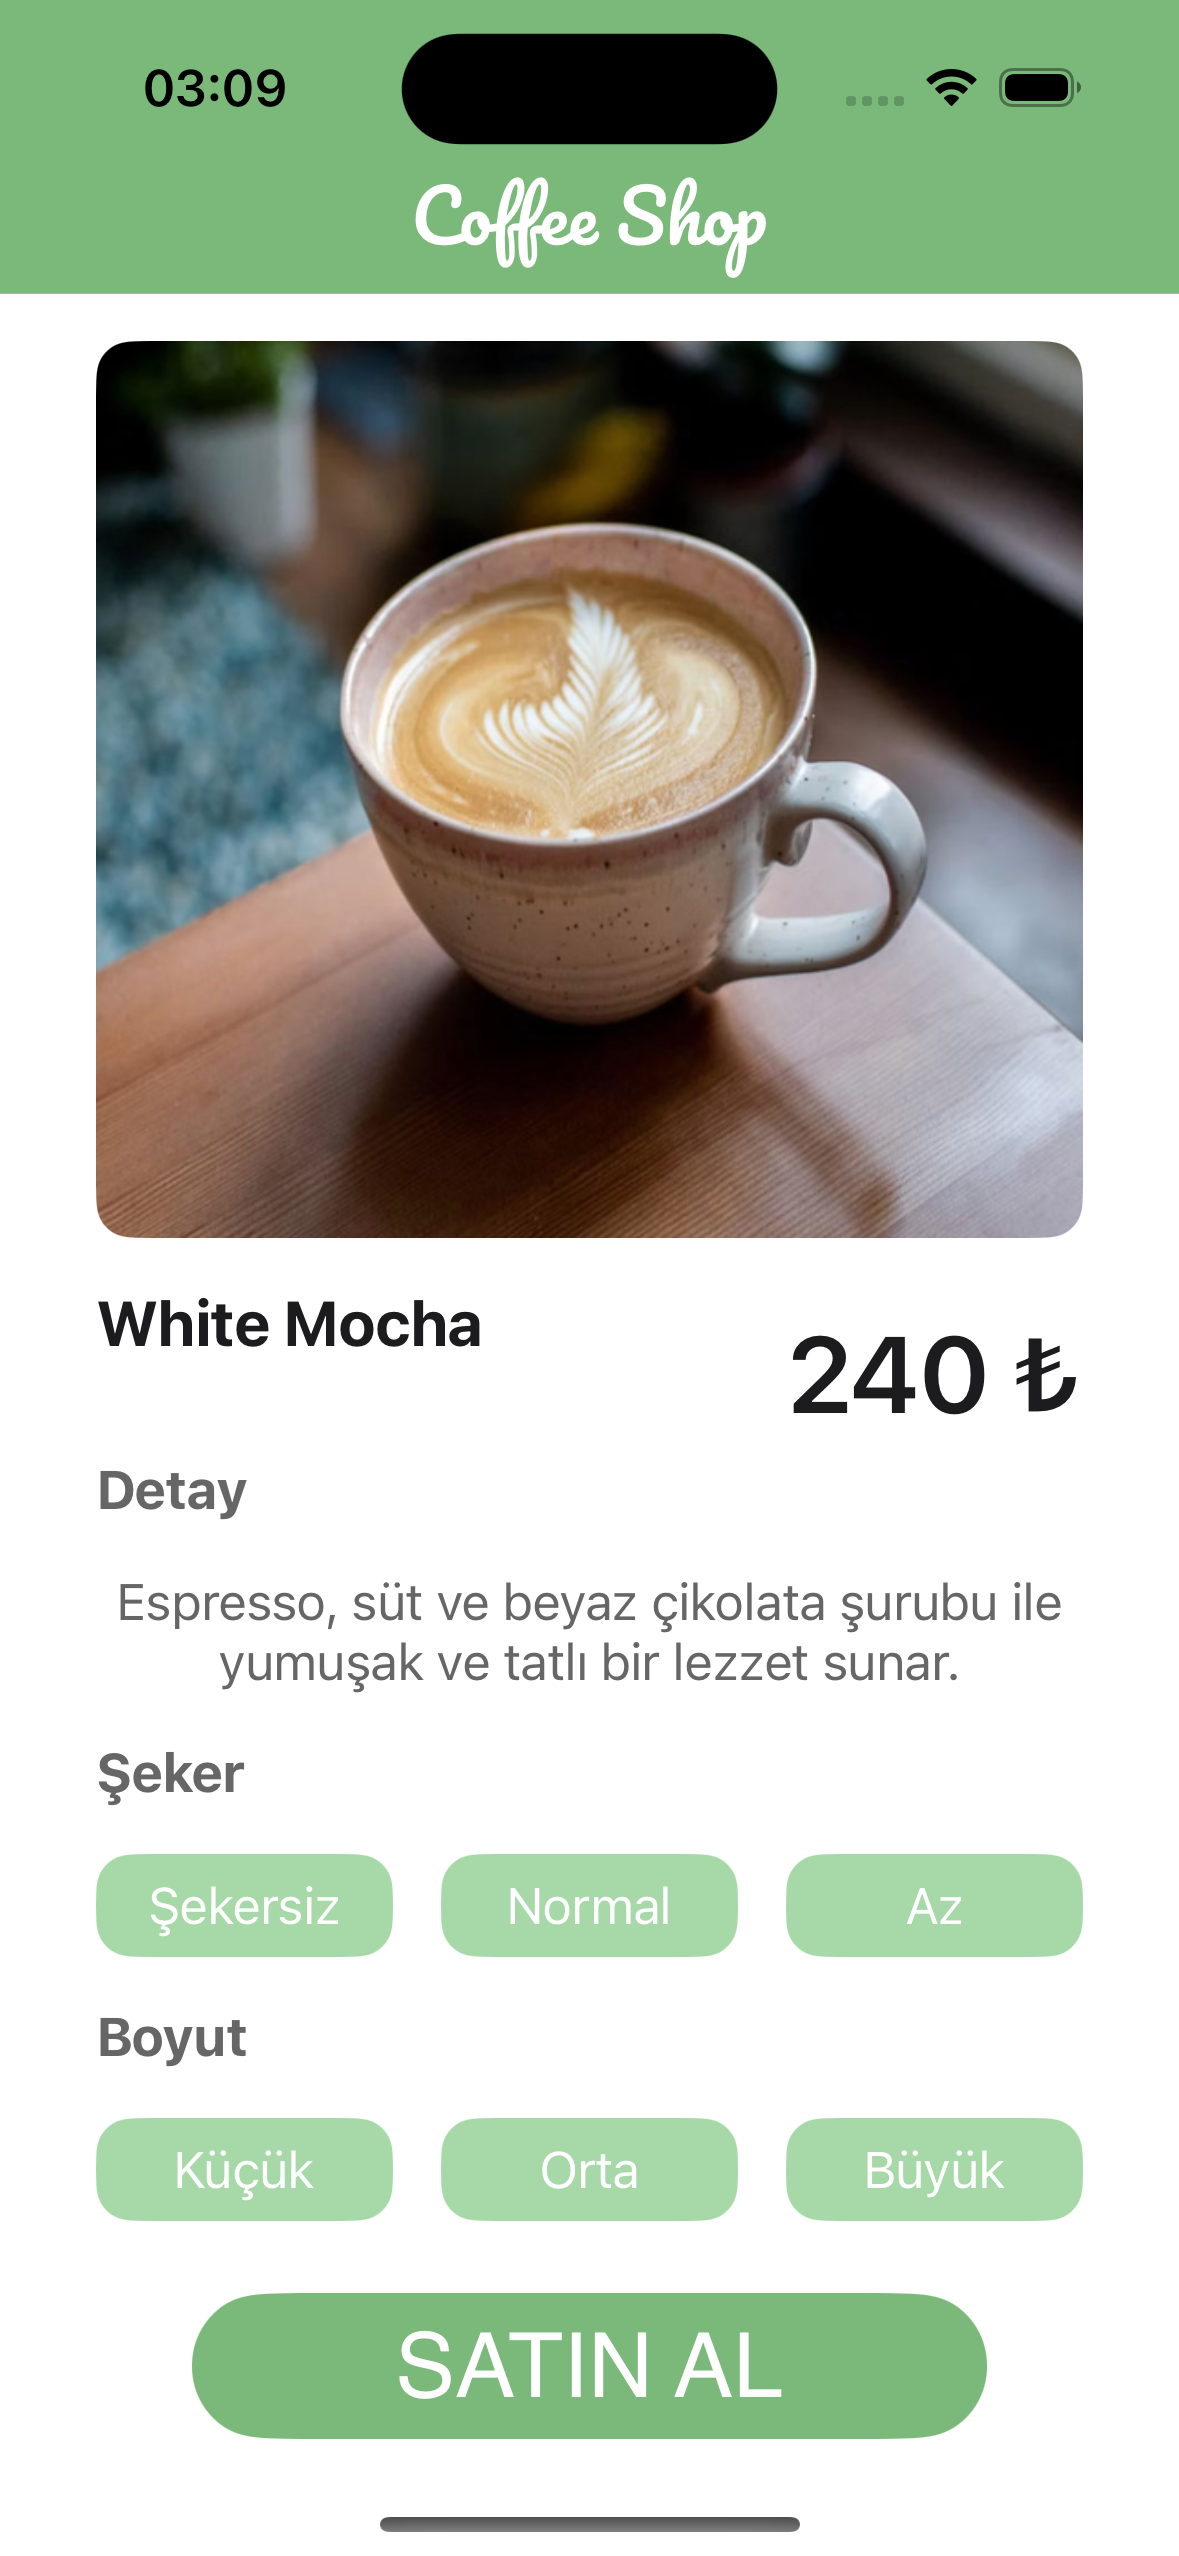 03:09
Coffee Shop
White Mocha
240 ₺
Detay
Espresso, süt ve beyaz çikolata şurubu ile
yumuşak ve tatlı bir lezzet sunar.
Şeker
Şekersiz Normal Az
Boyut
Küçük Orta Büyük
SATIN AL